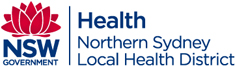 NSW
GOVERNMENT
Health
Northern Sydney
Local Health District